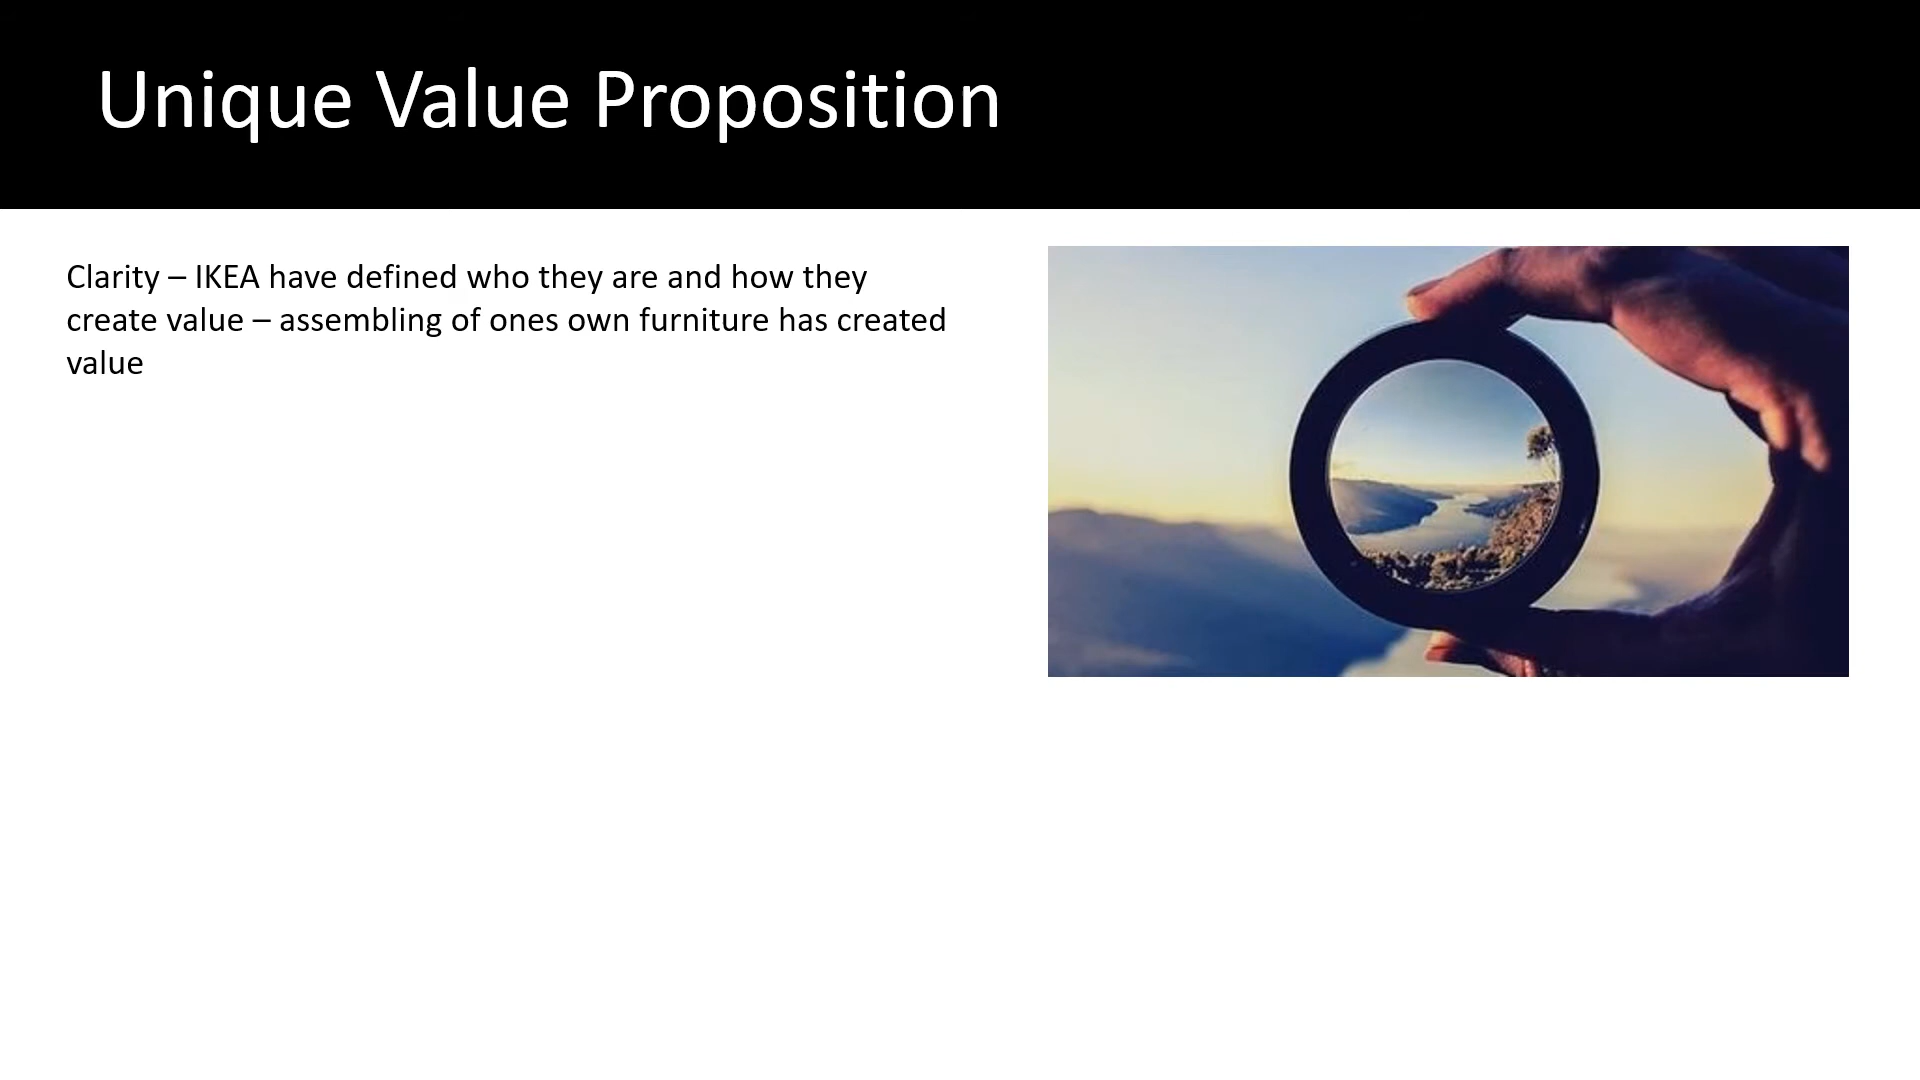 Unique Value Proposition
Clarity – IKEA have defined who they are and how they
create value – assembling of ones own furniture has created
value